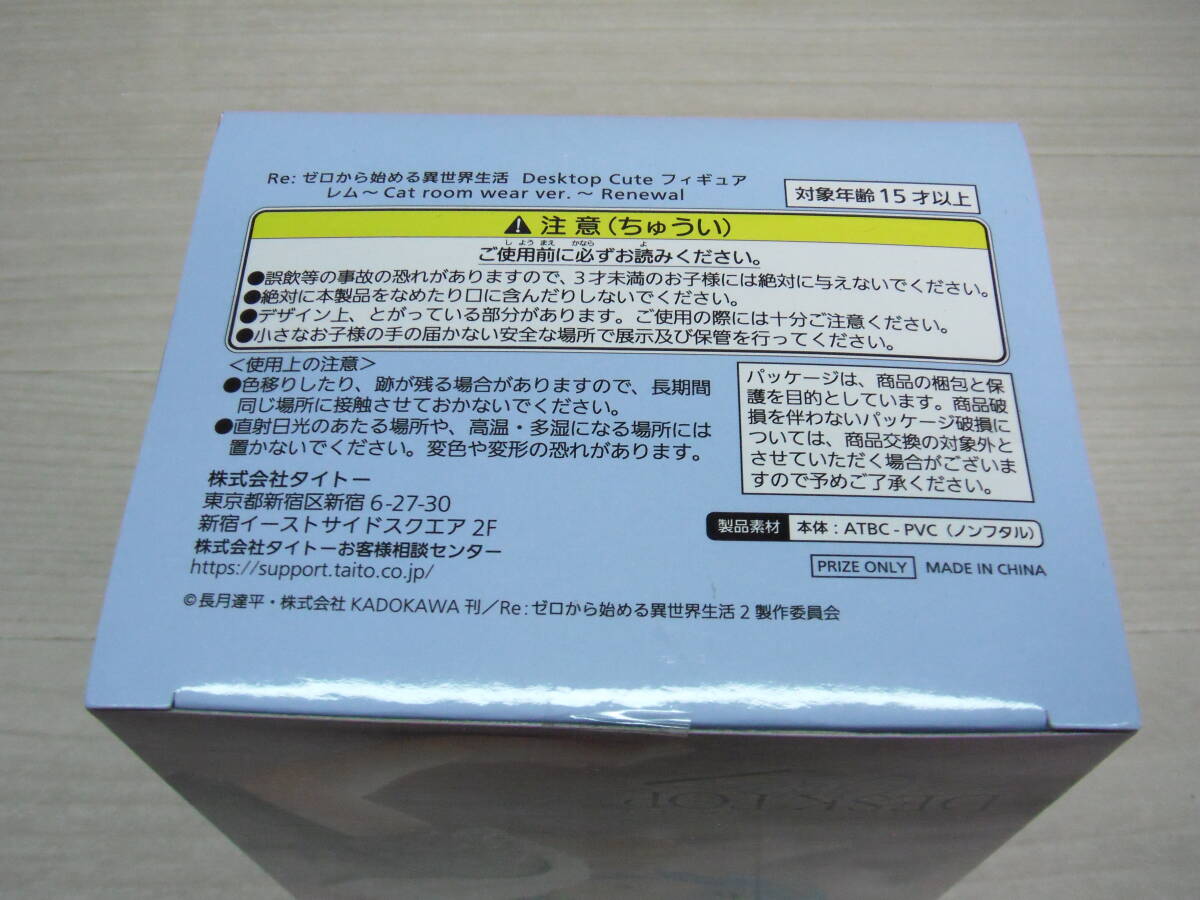 Re: ゼロから始める異世界生活 Desktop Cute フィギュア
レム～Cat room wear ver.～Renewal
対象年齢15才以上
注意(ちゅうい)
しようまえ かなら よ
ご使用前に必ずお読みください。
●誤飲等の事故の恐れがありますので、3才未満のお子様には絶対に与えないでください。
●絶対に本製品をなめたり口に含んだりしないでください。
●デザイン上、とがっている部分があります。ご使用の際には十分ご注意ください。
●小さなお子様の手の届かない安全な場所で展示及び保管を行ってください。
＜使用上の注意＞
●色移りしたり、跡が残る場合がありますので、長期間
同じ場所に接触させておかないでください。
●直射日光のあたる場所や、高温・多湿になる場所には
置かないでください。変色や変形の恐れがあります。
パッケージは、商品の梱包と保
護を目的としています。商品破
損を伴わないパッケージ破損に
ついては、商品交換の対象外と
させていただく場合がございま
すので予めご了承ください。
株式会社タイトー
東京都新宿区新宿6-27-30
新宿イーストサイドスクエア 2F
株式会社タイトーお客様相談センター
https://support.taito.co.jp/
製品素材 本体：ATBC-PVC（ノンフタル）
PRIZE ONLY MADE IN CHINA
©長月達平・株式会社KADOKAWA刊／Re:ゼロから始める異世界生活2製作委員会
DESKTOP